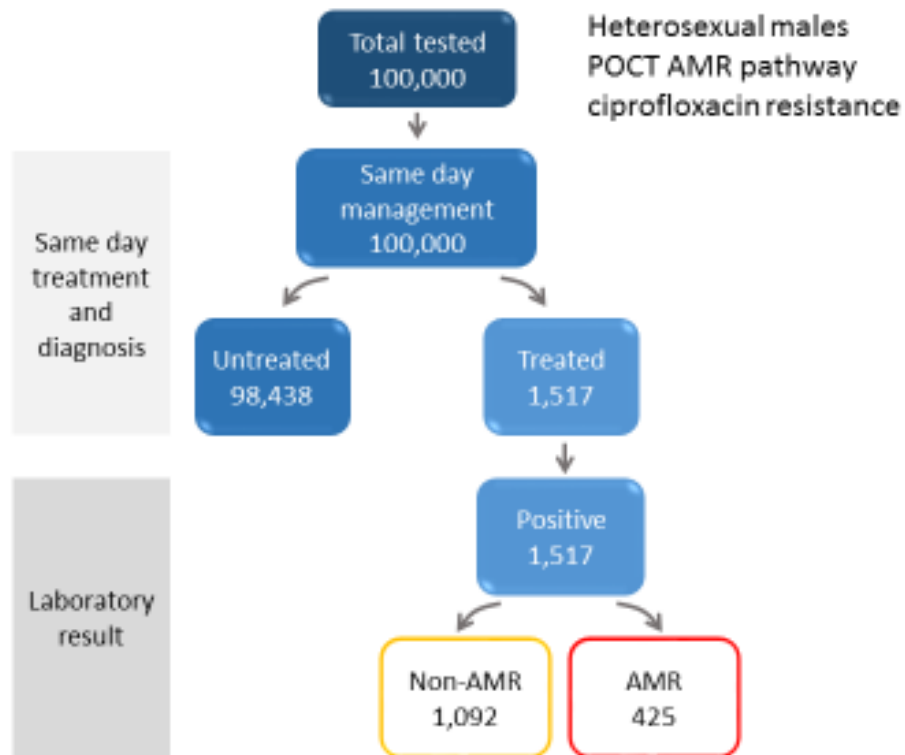 Total tested
100,000
Heterosexual males
POCT AMR pathway
ciprofloxacin resistance
Same day
management
100,000
Same day
treatment
and
diagnosis
Untreated
98,438
Treated
1,517
Positive
1,517
Laboratory
result
Non-AMR
1,092
AMR
425